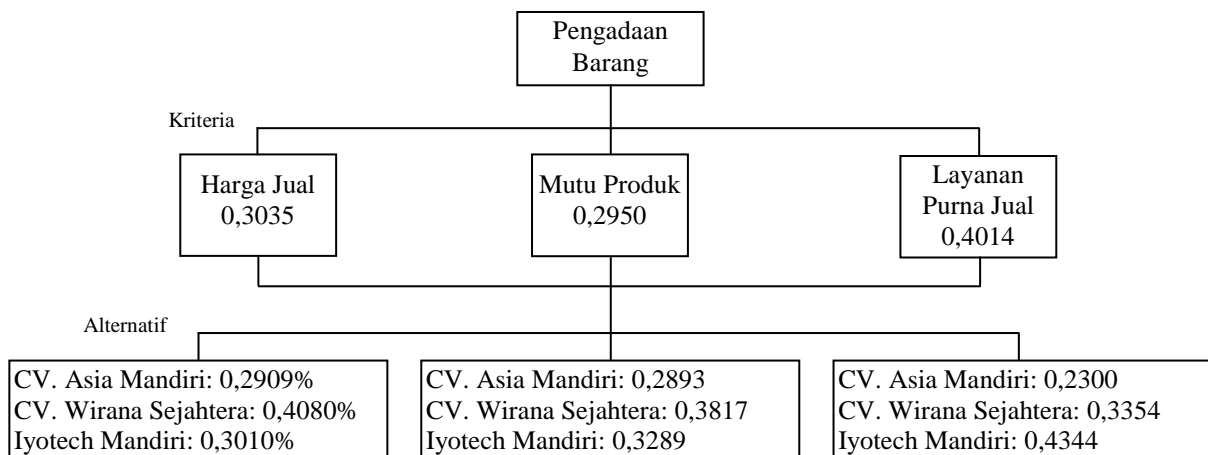 Pengadaan
Barang
Kriteria
Harga Jual
0,3035
Mutu Produk
0,2950
Layanan
Purna Jual
0,4014
Alternatif
CV. Asia Mandiri: 0,2909%
CV. Wirana Sejahtera: 0,4080%
Iyotech Mandiri: 0,3010%
CV. Asia Mandiri: 0,2893
CV. Wirana Sejahtera: 0,3817
Iyotech Mandiri: 0,3289
CV. Asia Mandiri: 0,2300
CV. Wirana Sejahtera: 0,3354
Iyotech Mandiri: 0,4344